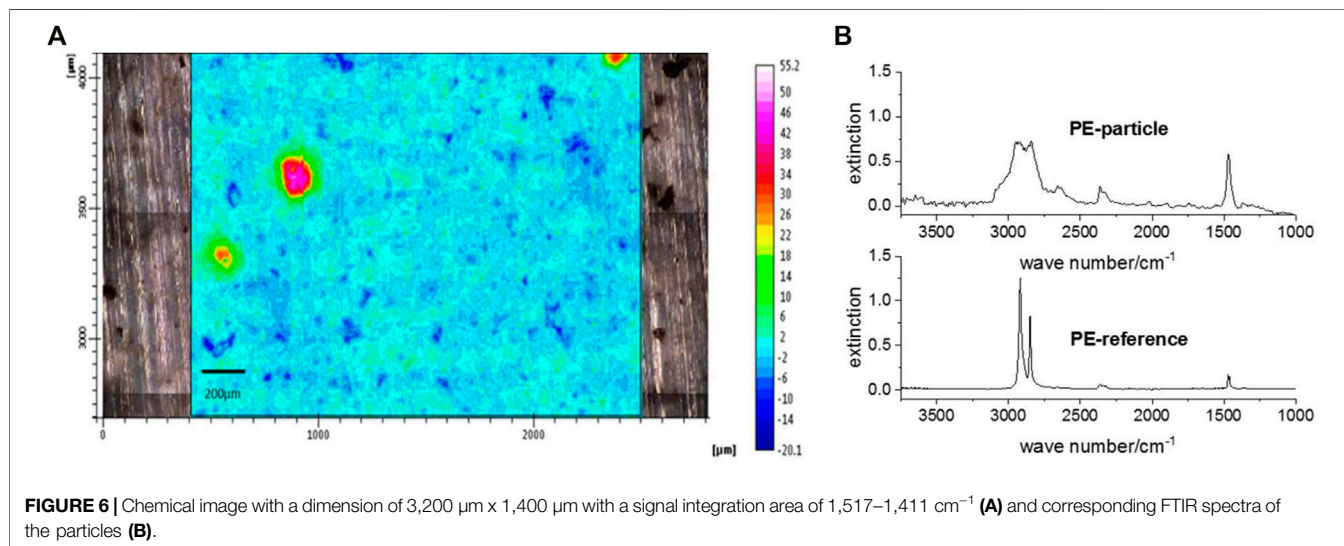 A
[µm]
4000
3500
3000
0
1000
2000
[µm]
200µm
55.2
50
46
42
38
34
30
26
22
18
14
10
6
2
-2
-6
-10
-14
-20.1
B
1.5
1.0
0.5
0.0
extinction
PE-particle
3500 3000 2500 2000 1500 1000
wave number/cm-1
1.5
1.0
0.5
0.0
extinction
PE-reference
3500 3000 2500 2000 1500 1000
wave number/cm-1
FIGURE 6 | Chemical image with a dimension of 3,200 µm x 1,400 µm with a signal integration area of 1,517–1,411 cm−1 (A) and corresponding FTIR spectra of
the particles (B).